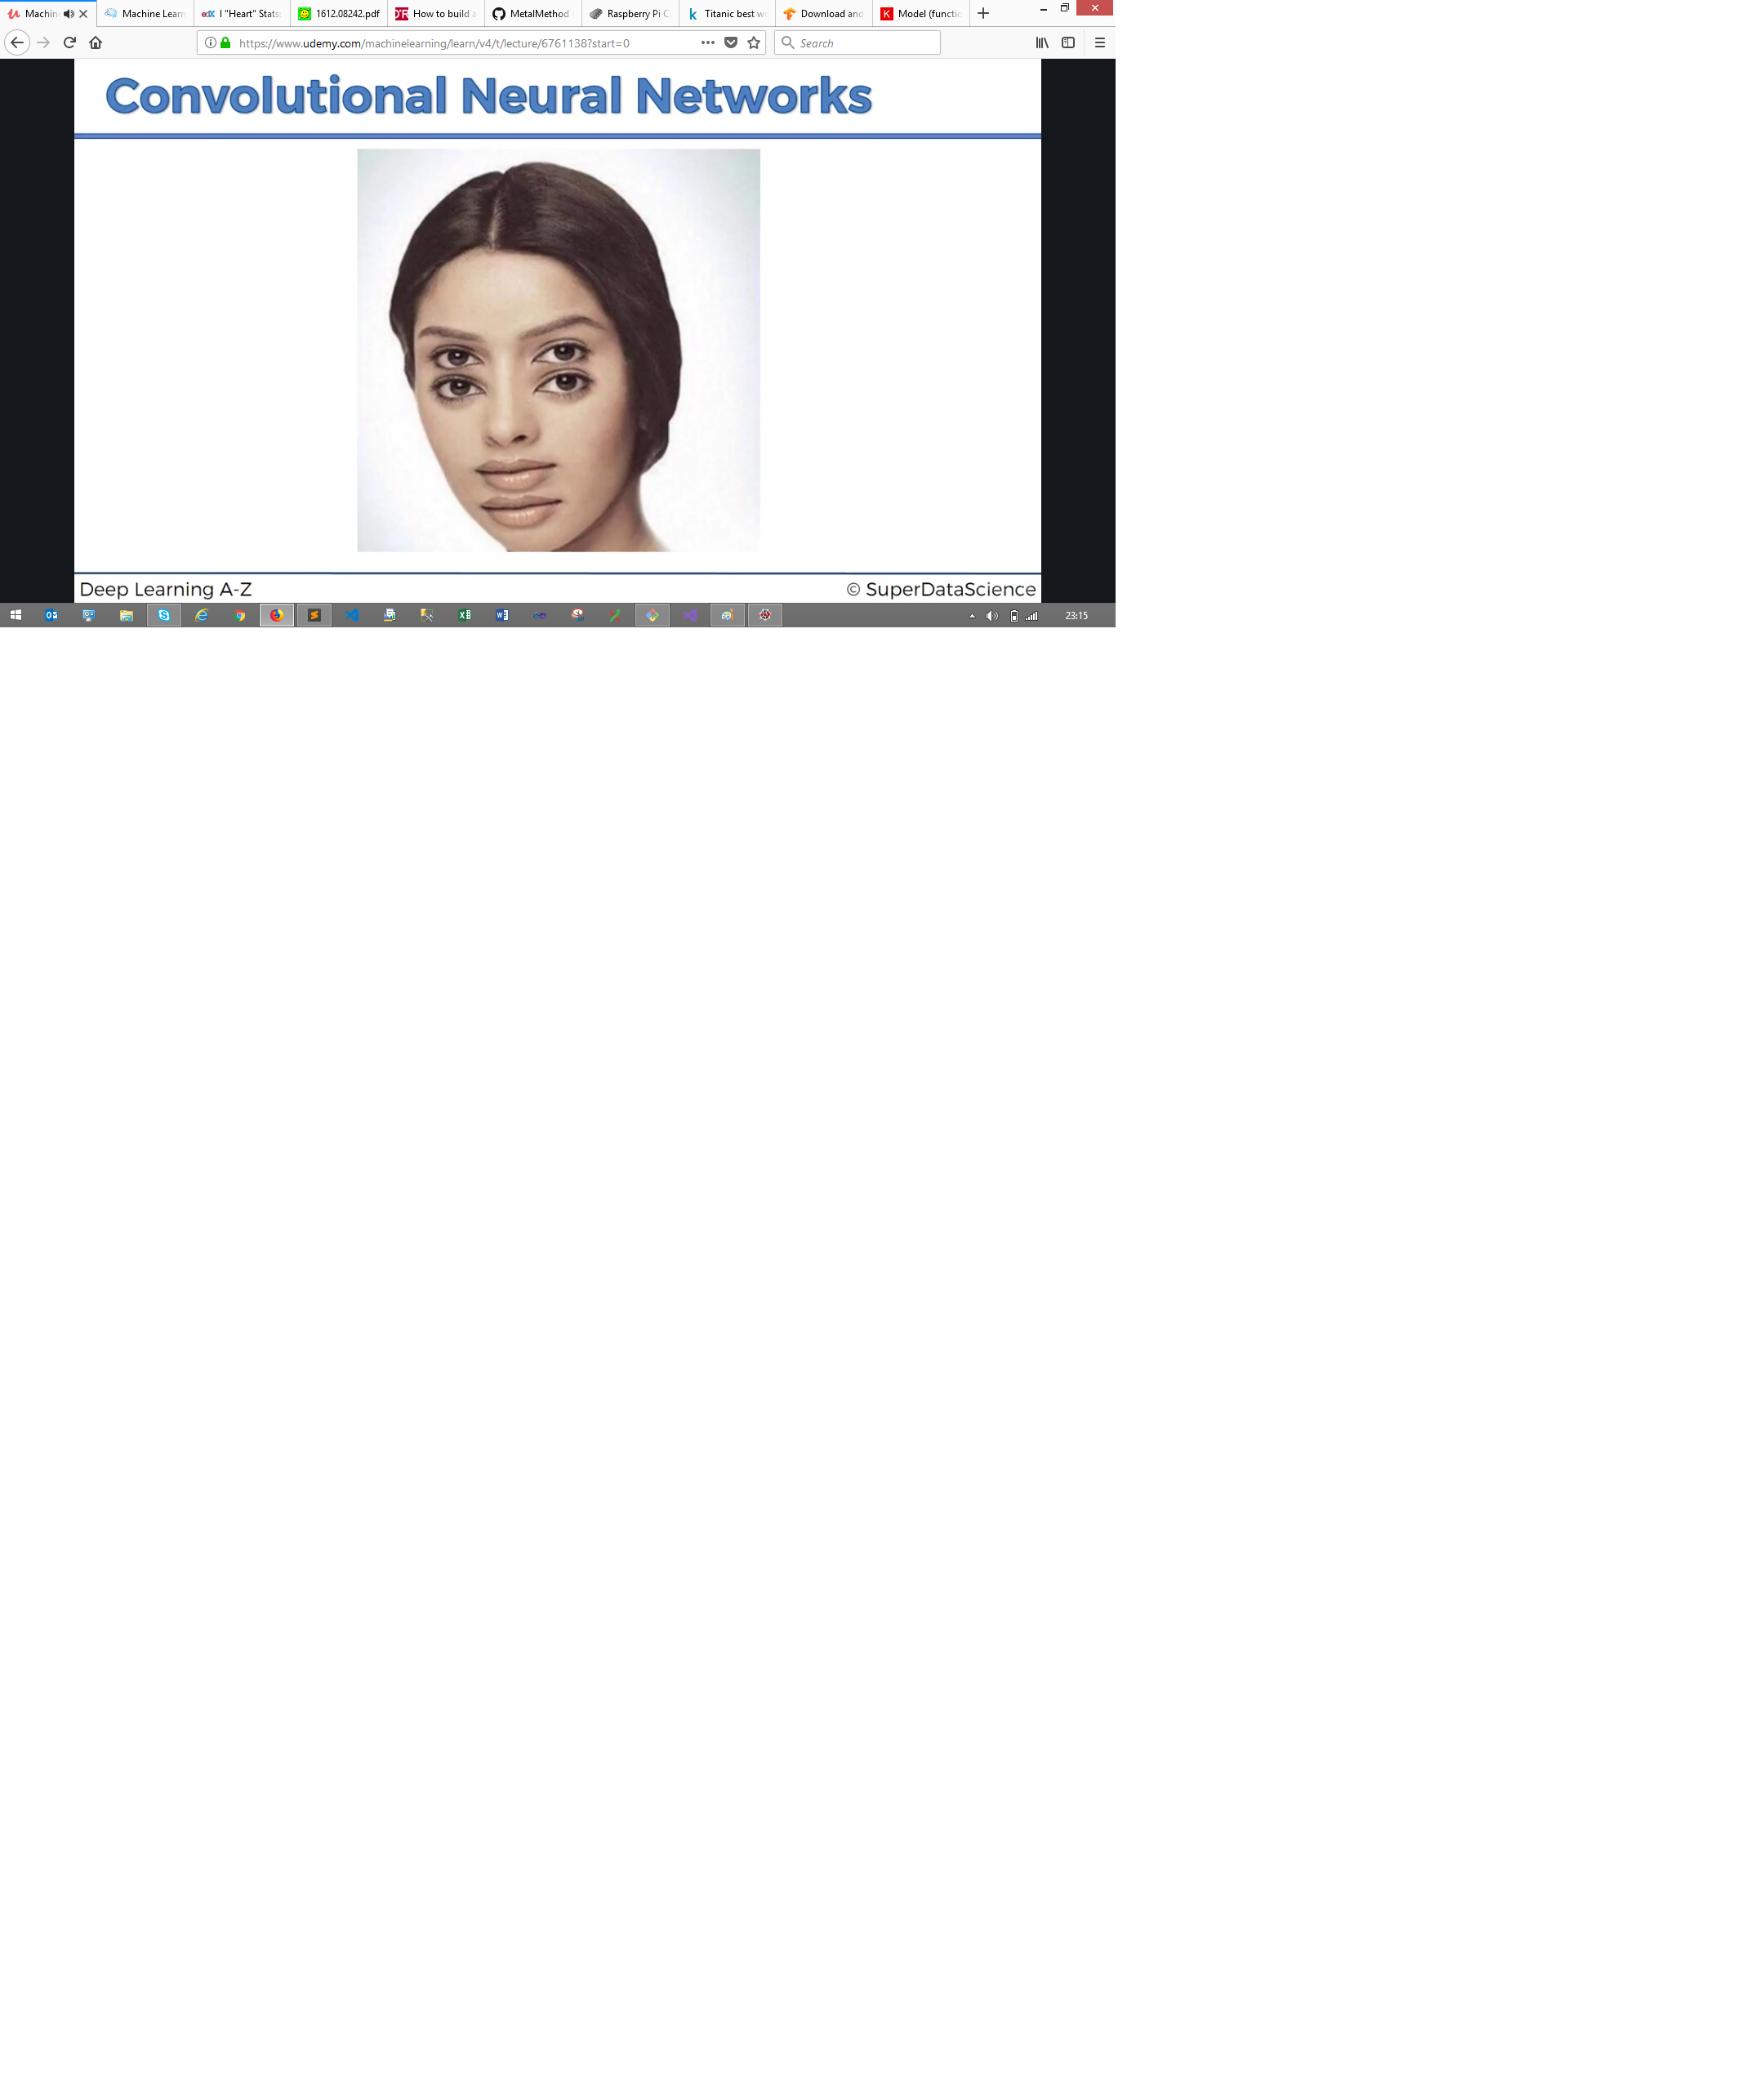 Machin
Machine Learn
edX I "Heart" Stats:
1612.08242.pdf
How to build a
MetalMethod
Raspberry Pi C
k Titanic best wo
Download and
K Model (functio
https://www.udemy.com/machinelearning/learn/v4/t/lecture/6761138?start=0
Search
Convolutional Neural Networks
Deep Learning A-Z
© SuperDataScience
23:15